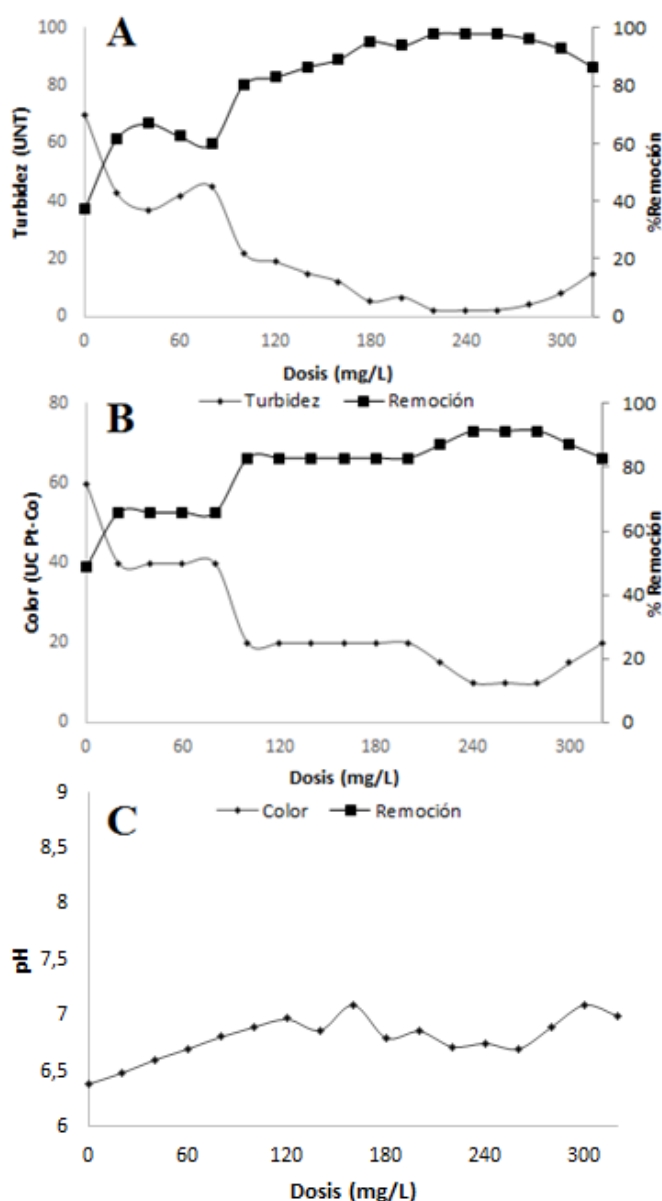 A
Turbidez (UNT)
100
80
60
40
20
0
100
80
60
40
20
0
%Remoción
0 60 120 180 240 300
Dosis (mg/L)
Turbidez Remoción
B
Color (UC Pt-Co)
80
60
40
20
0
100
80
60
40
20
0
% Remoción
0 60 120 180 240 300
Dosis (mg/L)
Color Remoción
C
pH
9
8,5
8
7,5
7
6,5
6
0 60 120 180 240 300
Dosis (mg/L)